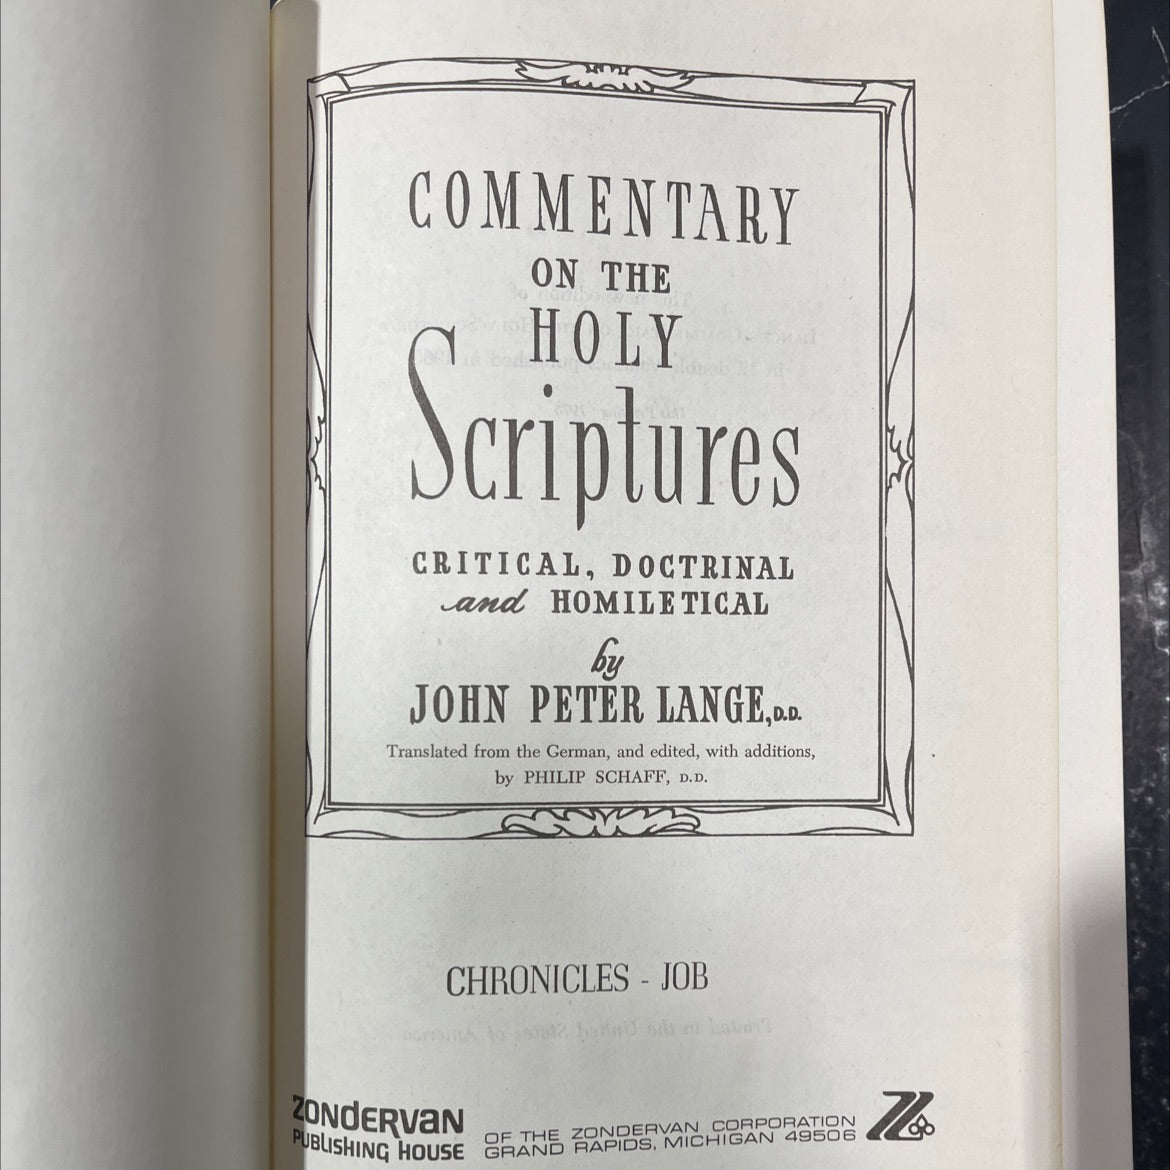 COMMENTARY
ON THE
HOLY
Scriptures
CRITICAL, DOCTRINAL
and HOMILETICAL
by
JOHN PETER LANGE, D.D.
Translated from the German, and edited, with additions,
by PHILIP SCHAFF, D.D.
CHRONICLES - JOB
ZONDERVAN
PUBLISHING HOUSE
OF THE ZONDERVAN CORPORATION
GRAND RAPIDS, MICHIGAN 49506